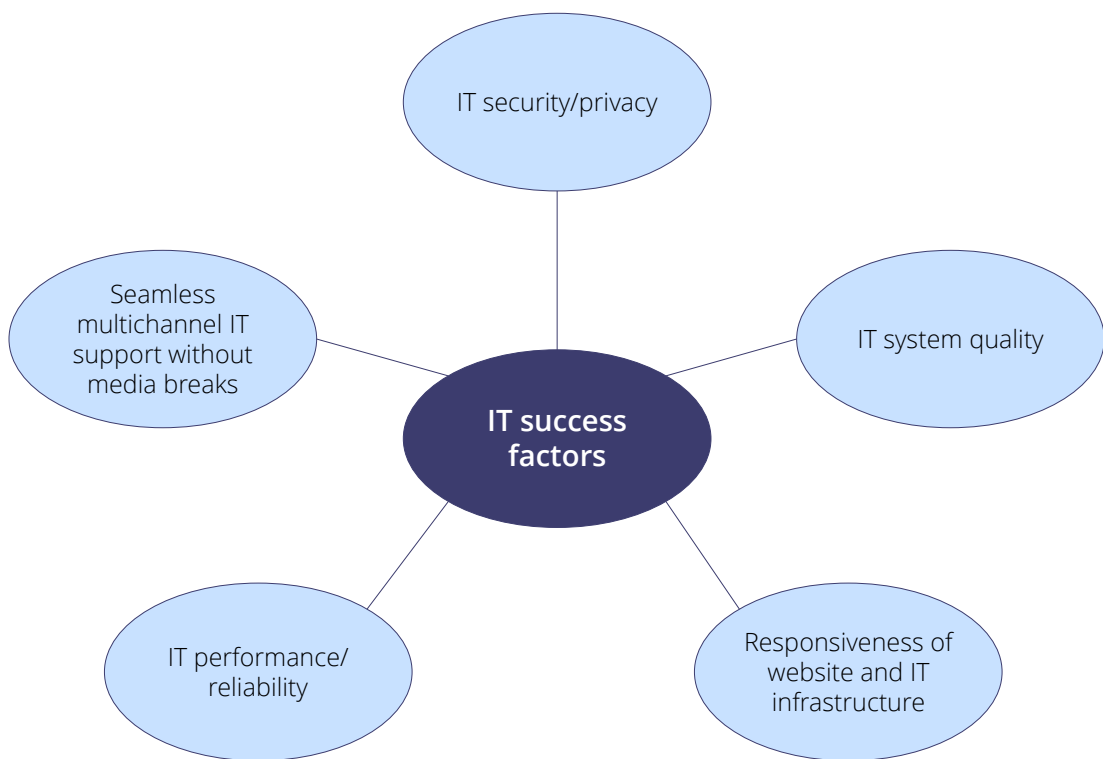 IT security/privacy
Seamless
multichannel IT
support without
media breaks
IT system quality
IT success
factors
IT performance/
reliability
Responsiveness of
website and IT
infrastructure